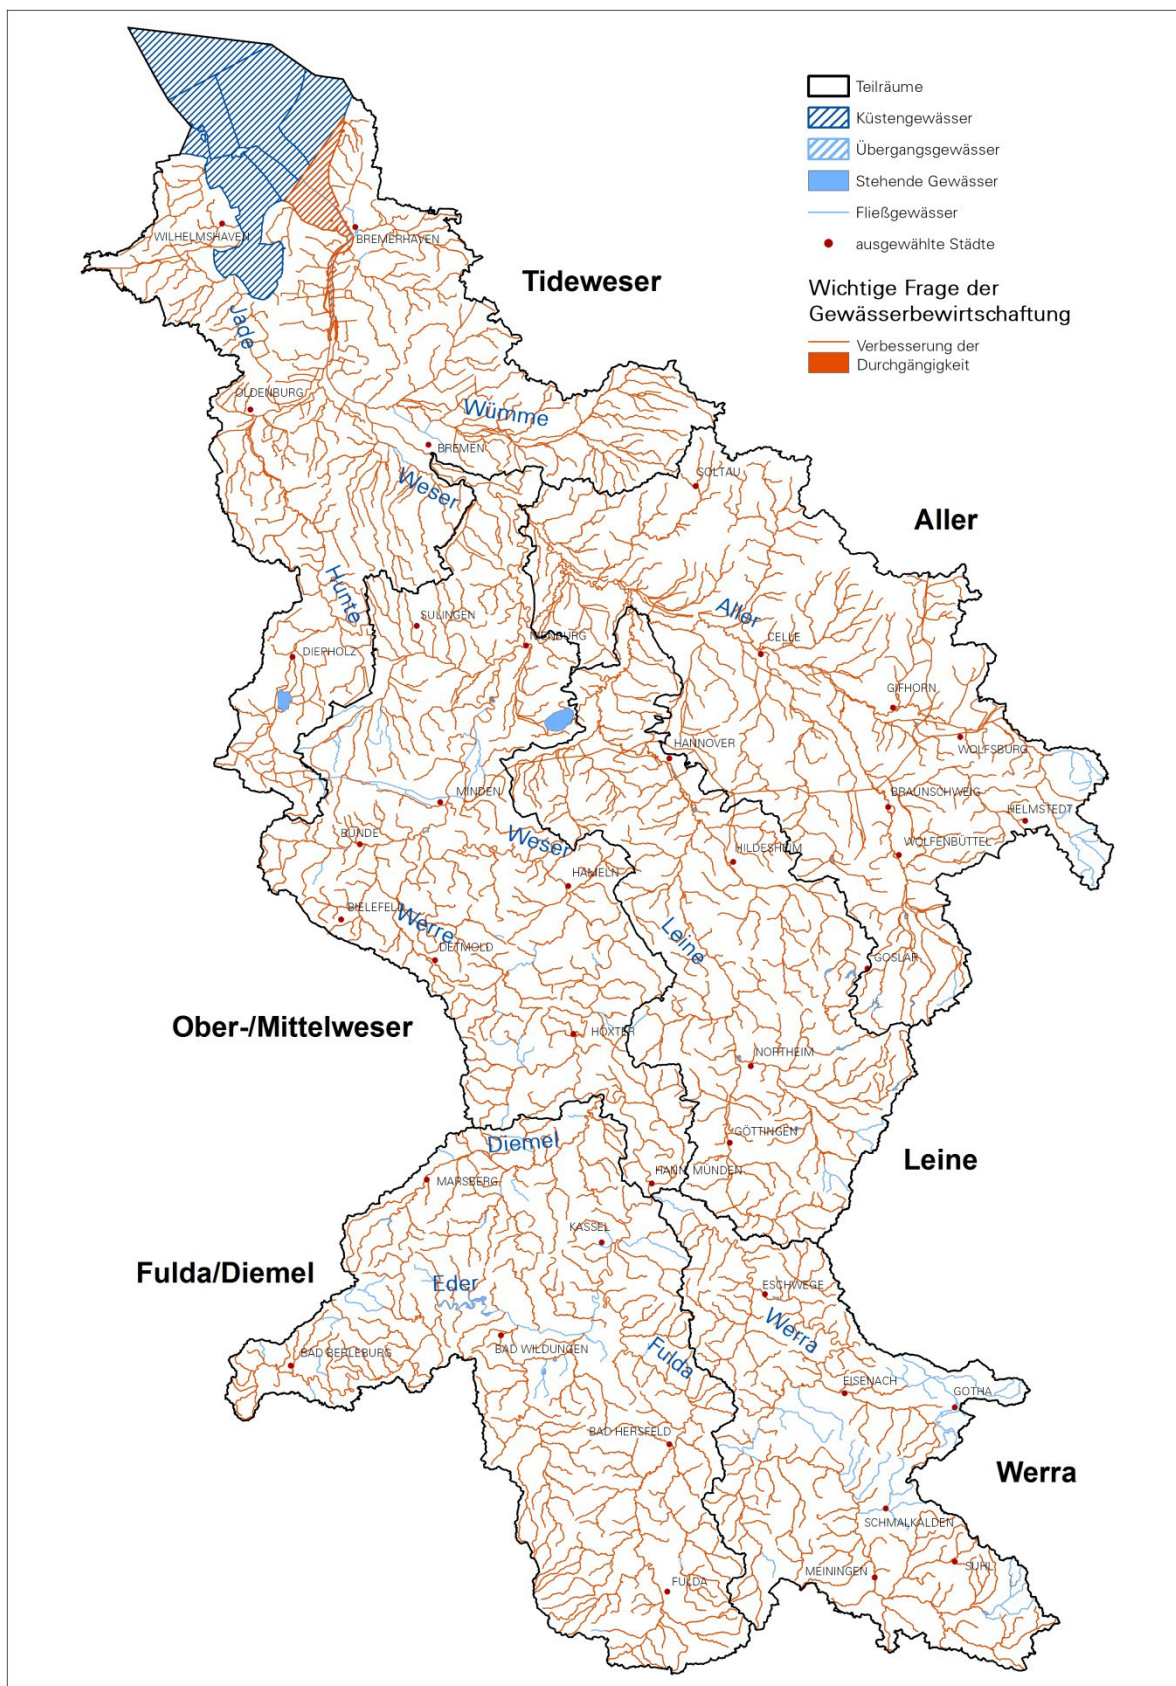 Teilräume
Küstengewässer
Übergangsgewässer
Stehende Gewässer
Fließgewässer
ausgewählte Städte
Wichtige Frage der
Gewässerbewirtschaftung
Verbesserung der
Durchgängigkeit
WILHELMSHAVEN
BREMERHAVEN
Tideweser
Jade
OLDENBURG
Wümme
BREMEN
Weser
SOLTAU
Aller
Hunte
SULINGEN
Aller
NIENBURG
CELLE
DIEPHOLZ
GIFHORN
HANNOVER
WOLFSBURG
MINDEN
BRAUNSCHWEIG
HELMSTEDT
BÜNDE
Weser
WOLFENBÜTTEL
HILDESHEIM
HAMELN
BIELEFELD
Werre
Leine
DETMOLD
GOSLAR
Ober-/Mittelweser
HÖXTER
NORTHEIM
GÖTTINGEN
Diemel
Leine
HANN. MÜNDEN
MARSBERG
KASSEL
Fulda/Diemel
Eder
ESCHWEGE
Werra
BAD BERLEBURG
BAD WILDUNGEN
Fulda
EISENACH
GOTHA
BAD HERSFELD
Werra
SCHMALKALDEN
MEININGEN
SUHL
FULDA